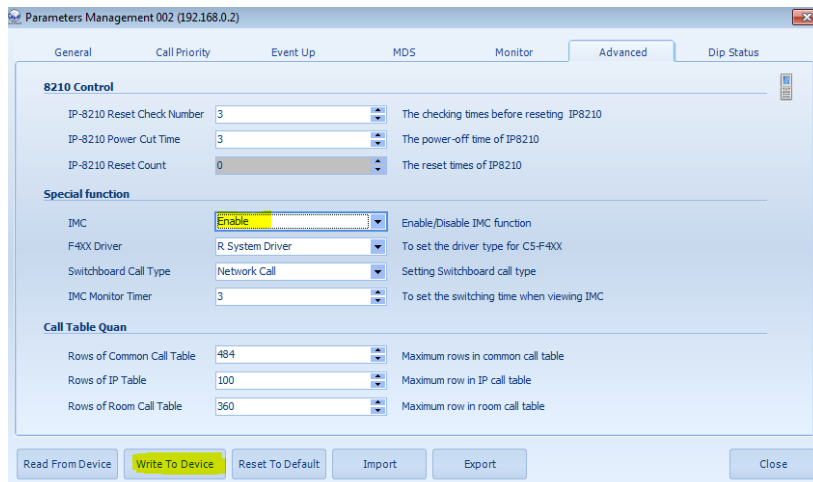 Parameters Management 002 (192.168.0.2)
General Call Priority Event Up MDS Monitor Advanced Dip Status
8210 Control
IP-8210 Reset Check Number 3 The checking times before reseting IP8210
IP-8210 Power Cut Time 3 The power-off time of IP8210
IP-8210 Reset Count 0 The reset times of IP8210
Special function
IMC Enable Enable/Disable IMC function
F4XX Driver R System Driver To set the driver type for C5-F4XX
Switchboard Call Type Network Call Setting Switchboard call type
IMC Monitor Timer 3 To set the switching time when viewing IMC
Call Table Quan
Rows of Common Call Table 484 Maximum rows in common call table
Rows of IP Table 100 Maximum row in IP call table
Rows of Room Call Table 360 Maximum row in room call table
Read From Device Write To Device Reset To Default Import Export Close